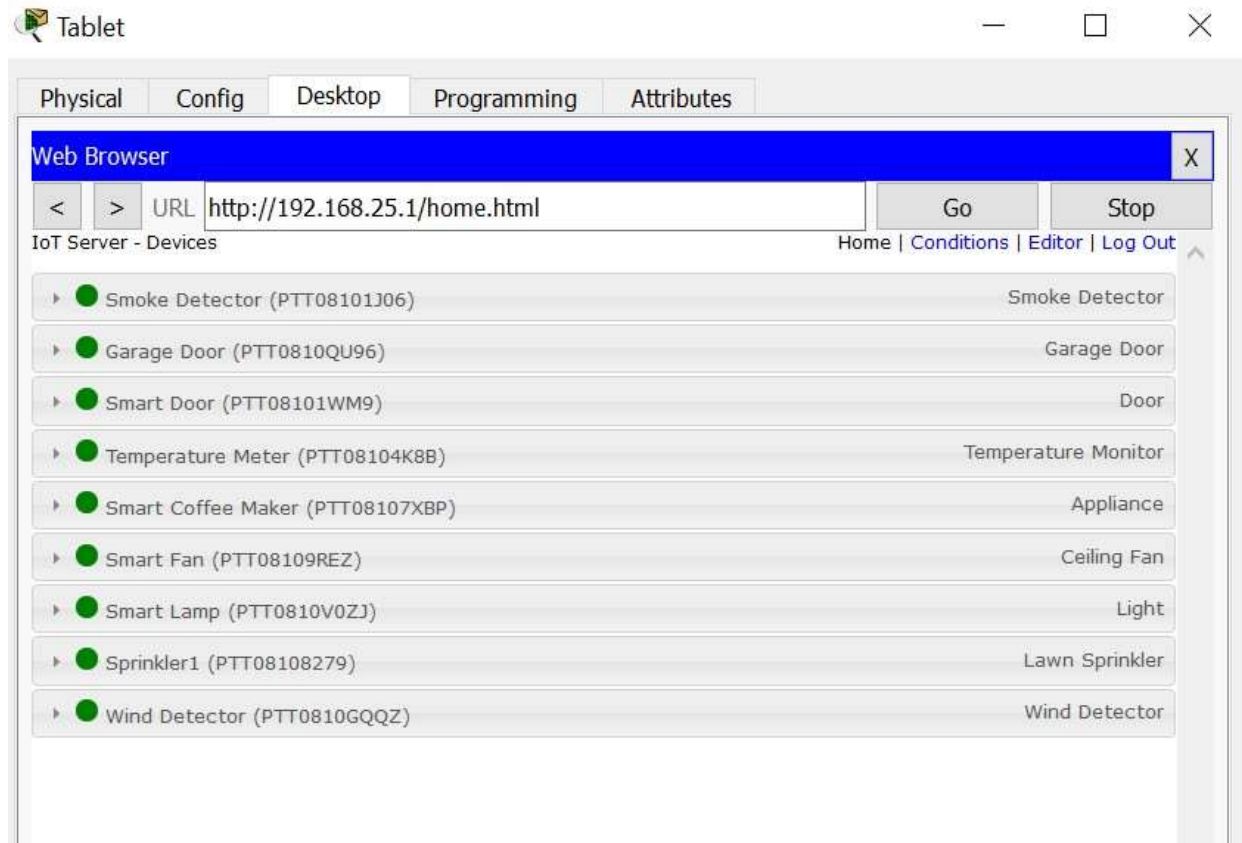 Tablet
Physical Config Desktop Programming Attributes
Web Browser X
< > URL http://192.168.25.1/home.html Go Stop
IoT Server - Devices Home | Conditions | Editor | Log Out
Smoke Detector (PTT08101J06) Smoke Detector
Garage Door (PTT0810QU96) Garage Door
Smart Door (PTT08101WM9) Door
Temperature Meter (PTT08104K8B) Temperature Monitor
Smart Coffee Maker (PTT08107XBP) Appliance
Smart Fan (PTT08109REZ) Ceiling Fan
Smart Lamp (PTT0810V0ZJ) Light
Sprinkler1 (PTT08108279) Lawn Sprinkler
Wind Detector (PTT0810GQQZ) Wind Detector